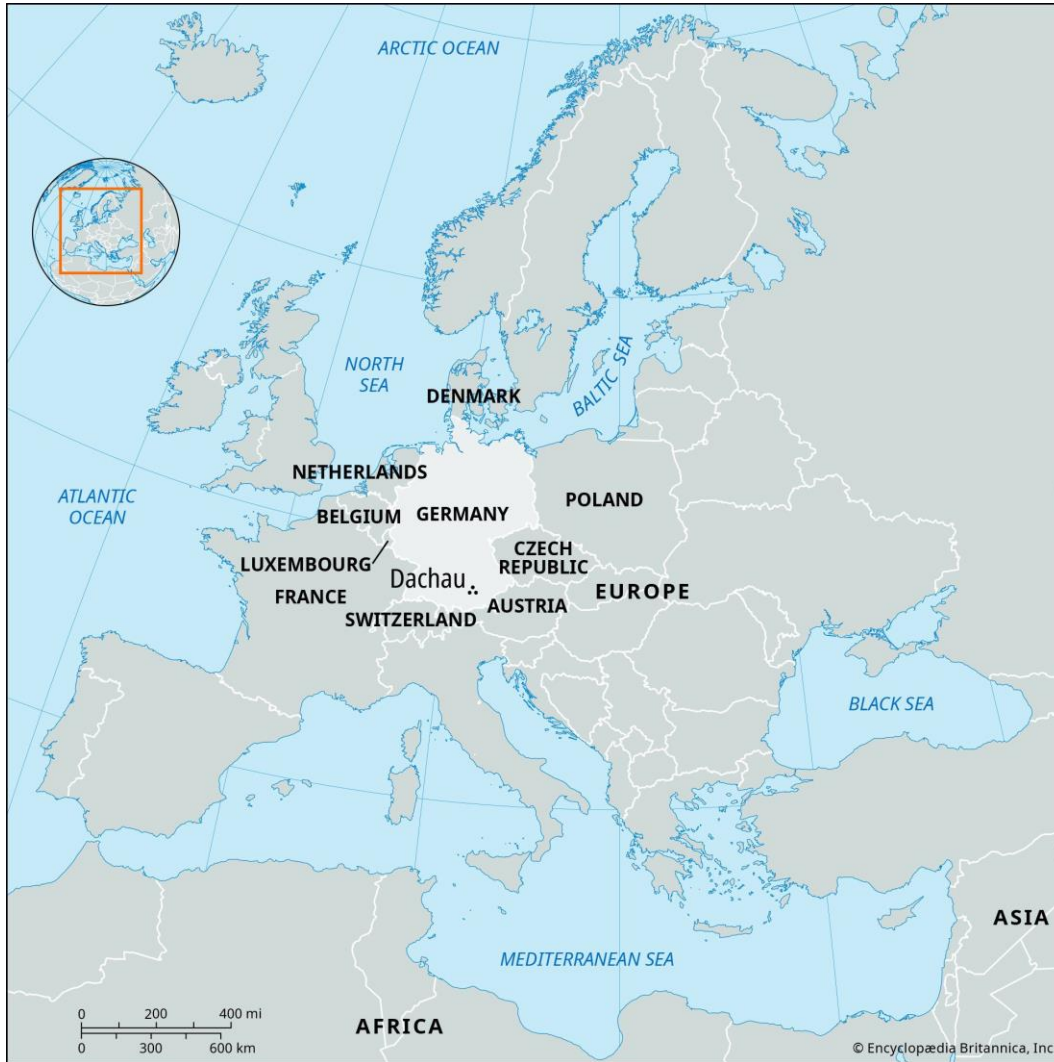 ARCTIC OCEAN
NORTH
SEA
DENMARK
BALTIC SEA
NETHERLANDS
ATLANTIC
OCEAN
BELGIUM
GERMANY
POLAND
LUXEMBOURG
CZECH
REPUBLIC
Dachau
EUROPE
FRANCE
AUSTRIA
SWITZERLAND
BLACK SEA
ASIA
MEDITERRANEAN SEA
0 200 400 mi
0 300 600 km
AFRICA
© Encyclopædia Britannica, Inc